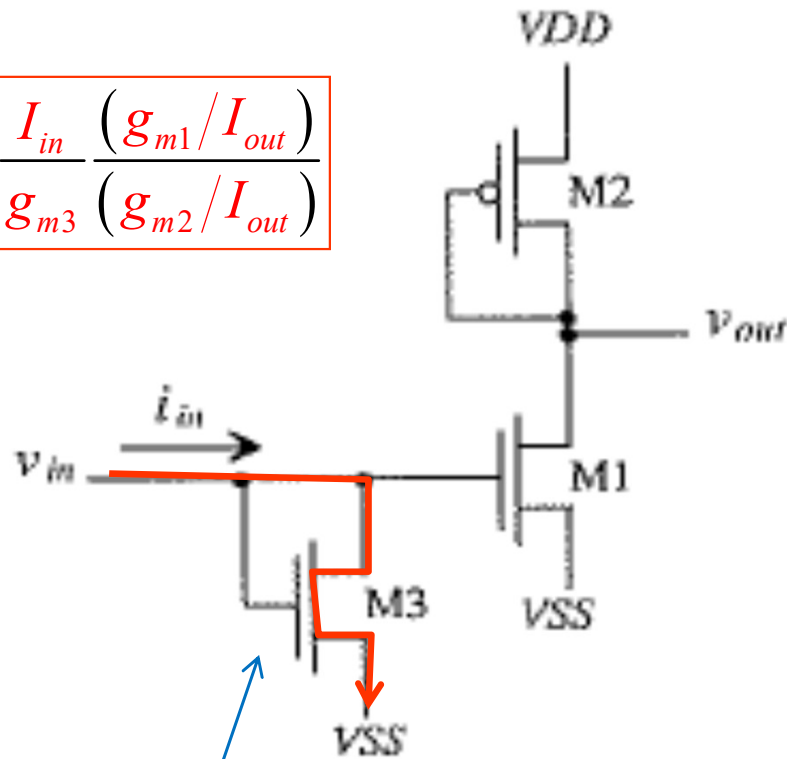 VDD
I_in (g_m1/I_out)
g_m3 (g_m2/I_out)
M2
v_out
i_in
v_in
M1
M3
VSS
VSS